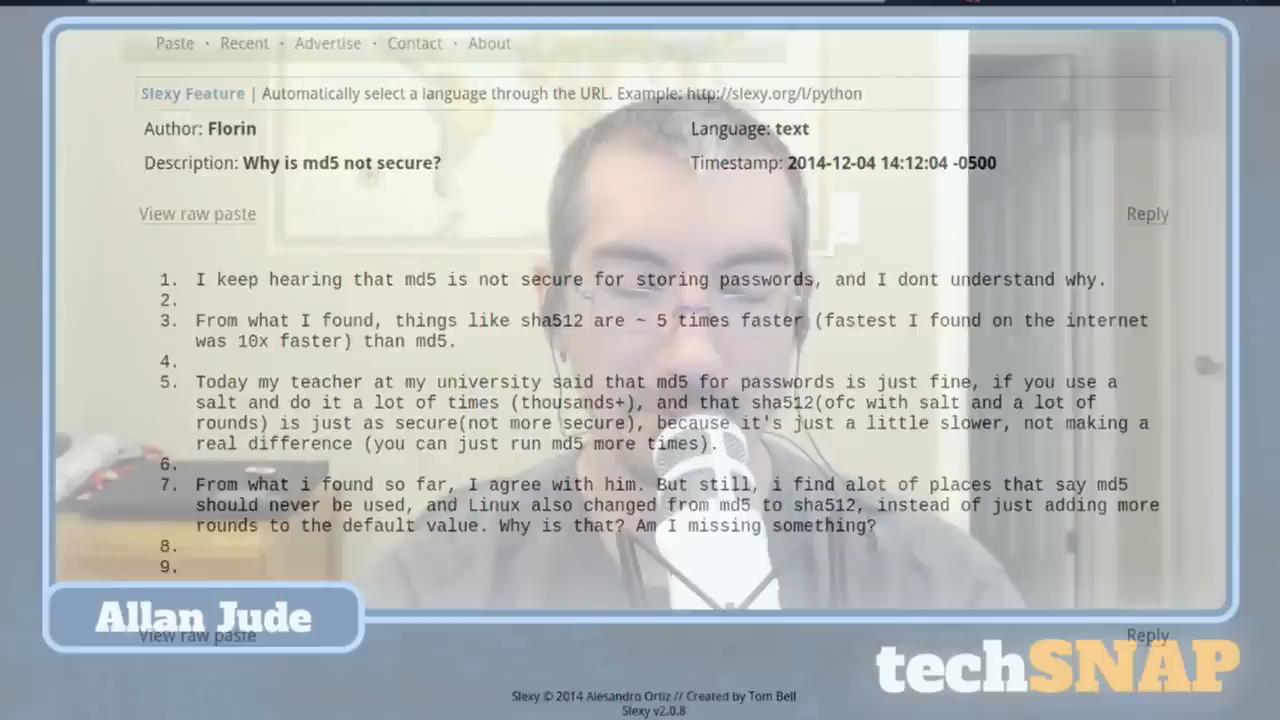 Paste · Recent · Advertise · Contact · About
Slexy Feature | Automatically select a language through the URL. Example: http://slexy.org/l/python
Author: Florin Language: text
Description: Why is md5 not secure? Timestamp: 2014-12-04 14:12:04 -0500
View raw paste Reply
1. I keep hearing that md5 is not secure for storing passwords, and I dont understand why.
2.
3. From what I found, things like sha512 are ~ 5 times faster (fastest I found on the internet
was 10x faster) than md5.
4.
5. Today my teacher at my university said that md5 for passwords is just fine, if you use a
salt and do it a lot of times (thousands+), and that sha512(ofc with salt and a lot of
rounds) is just as secure(not more secure), because it's just a little slower, not making a
real difference (you can just run md5 more times).
6.
7. From what i found so far, I agree with him. But still, i find alot of places that say md5
should never be used, and Linux also changed from md5 to sha512, instead of just adding more
rounds to the default value. Why is that? Am I missing something?
8.
9.
Allan Jude
View raw paste Reply
techSNAP
Slexy © 2014 Alesandro Ortiz // Created by Tom Bell
Slexy v2.0.8